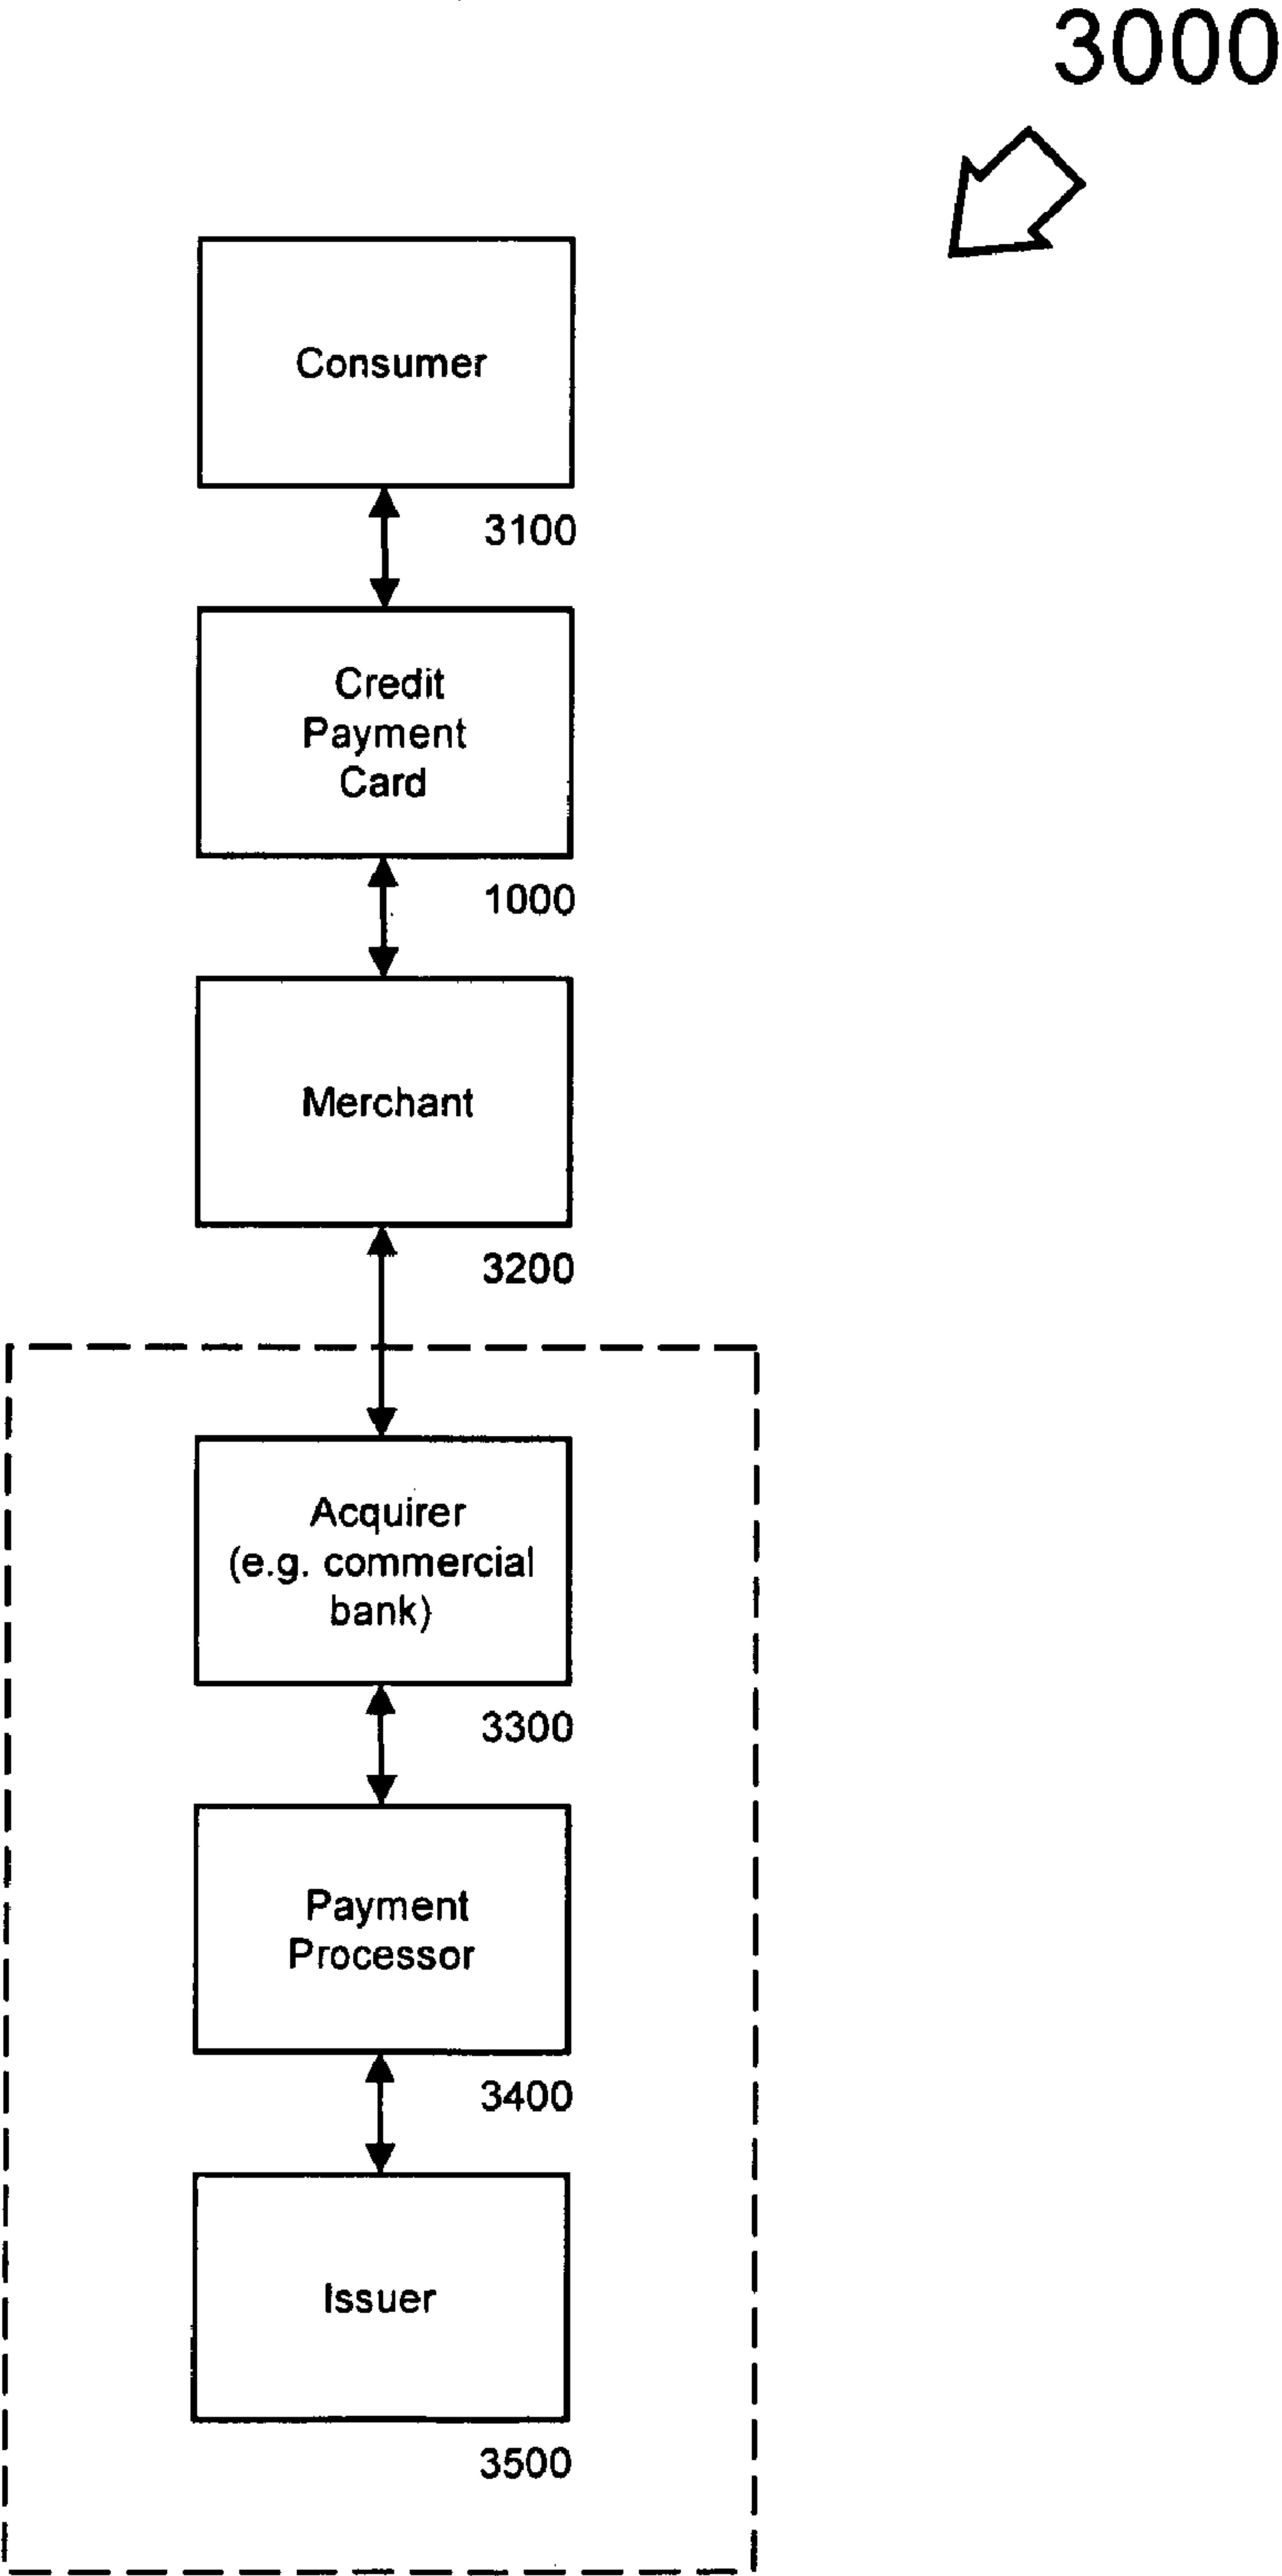 3000
Consumer
3100
Credit
Payment
Card
1000
Merchant
3200
Acquirer
(e.g. commercial
bank)
3300
Payment
Processor
3400
Issuer
3500